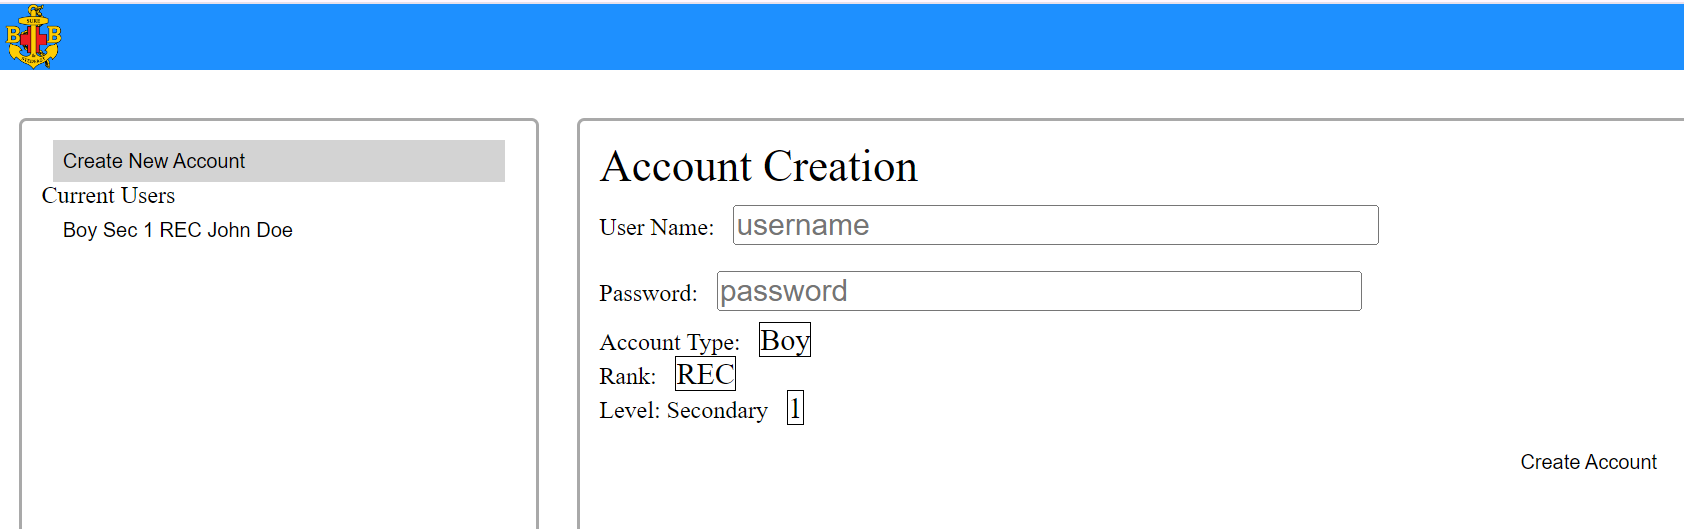 SURE
B B
Create New Account
Current Users
Boy Sec 1 REC John Doe
Account Creation
User Name: username
Password: password
Account Type: Boy
Rank: REC
Level: Secondary 1
Create Account